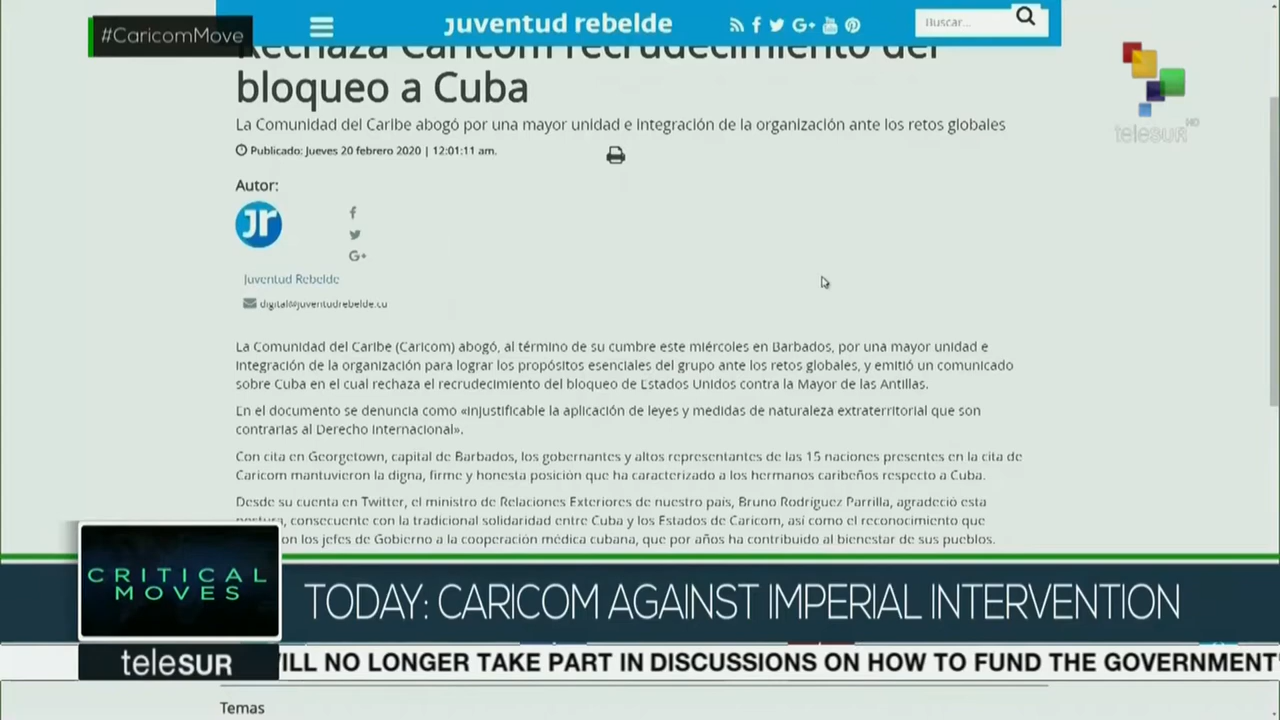 #CaricomMove
juventud rebelde
Buscar...
Rechaza Caricom recrudecimiento del
bloqueo a Cuba
La Comunidad del Caribe abogó por una mayor unidad e integración de la organización ante los retos globales
Publicado: Jueves 20 febrero 2020 | 12:01:11 am.
teleSUR HD
Autor:
Jr
Juventud Rebelde
digital@juventudrebelde.cu
La Comunidad del Caribe (Caricom) abogó, al término de su cumbre este miércoles en Barbados, por una mayor unidad e
integración de la organización para lograr los propósitos esenciales del grupo ante los retos globales, y emitió un comunicado
sobre Cuba en el cual rechaza el recrudecimiento del bloqueo de Estados Unidos contra la Mayor de las Antillas.
En el documento se denuncia como «injustificable la aplicación de leyes y medidas de naturaleza extraterritorial que son
contrarias al Derecho Internacional».
Con cita en Georgetown, capital de Barbados, los gobernantes y altos representantes de las 15 naciones presentes en la cita de
Caricom mantuvieron la digna, firme y honesta posición que ha caracterizado a los hermanos caribeños respecto a Cuba.
Desde su cuenta en Twitter, el ministro de Relaciones Exteriores de nuestro país, Bruno Rodríguez Parrilla, agradeció esta
postura, consecuente con la tradicional solidaridad entre Cuba y los Estados de Caricom, así como el reconocimiento que
on los jefes de Gobierno a la cooperación médica cubana, que por años ha contribuido al bienestar de sus pueblos.
CRITICAL
MOVES
TODAY: CARICOM AGAINST IMPERIAL INTERVENTION
teleSUR
ILL NO LONGER TAKE PART IN DISCUSSIONS ON HOW TO FUND THE GOVERNMENT'
Temas